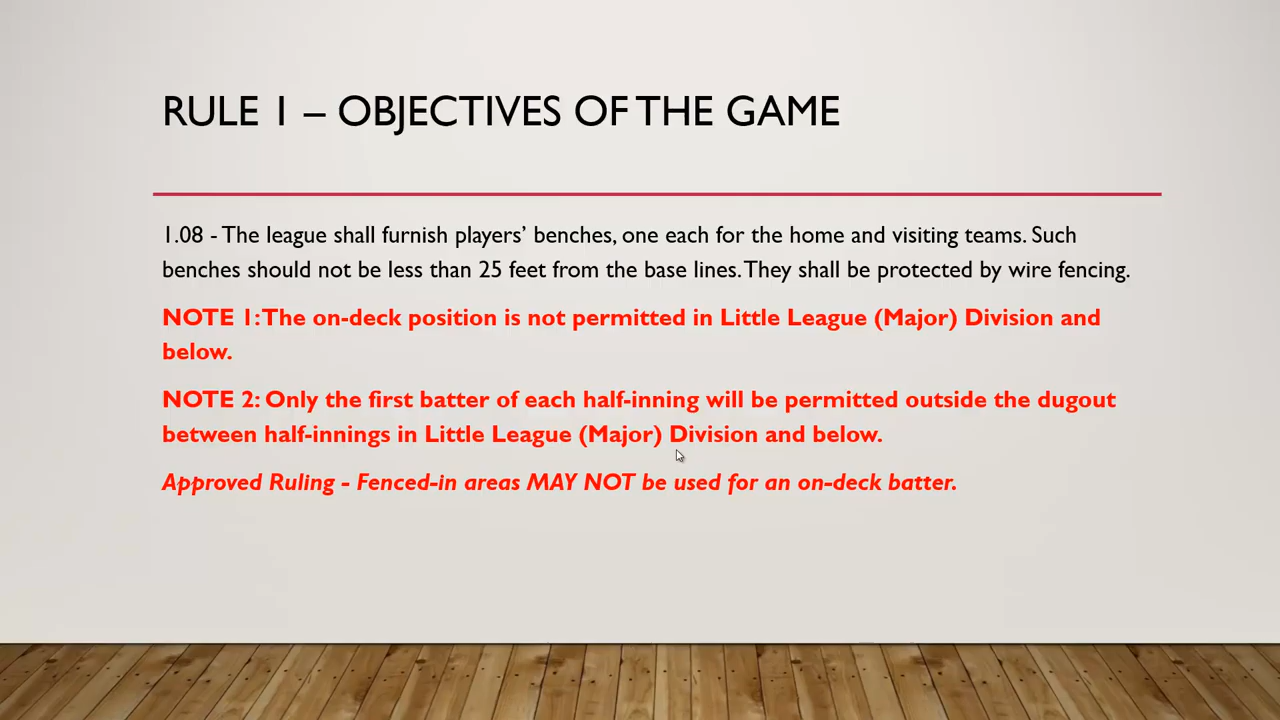 RULE 1 – OBJECTIVES OF THE GAME
1.08 - The league shall furnish players’ benches, one each for the home and visiting teams. Such
benches should not be less than 25 feet from the base lines. They shall be protected by wire fencing.
NOTE 1: The on-deck position is not permitted in Little League (Major) Division and
below.
NOTE 2: Only the first batter of each half-inning will be permitted outside the dugout
between half-innings in Little League (Major) Division and below.
Approved Ruling - Fenced-in areas MAY NOT be used for an on-deck batter.